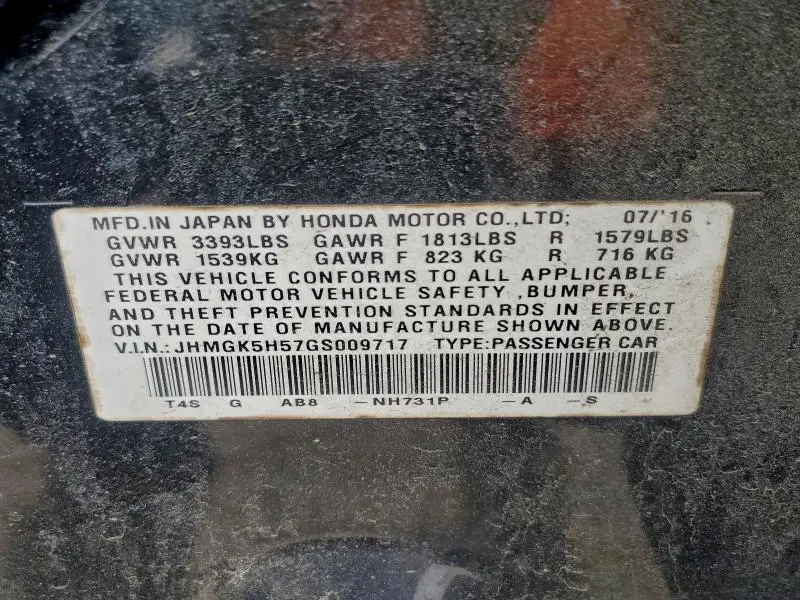 MFD.IN JAPAN BY HONDA MOTOR CO.,LTD; 07/'16
GVWR 3393LBS GAWR F 1813LBS R 1579LBS
GVWR 1539KG GAWR F 823 KG R 716 KG
THIS VEHICLE CONFORMS TO ALL APPLICABLE
FEDERAL MOTOR VEHICLE SAFETY ,BUMPER,
AND THEFT PREVENTION STANDARDS IN EFFECT
ON THE DATE OF MANUFACTURE SHOWN ABOVE.
V.I.N.: JHMGK5H57GS009717 TYPE:PASSENGER CAR
T4S G AB8 -NH731P -A -S